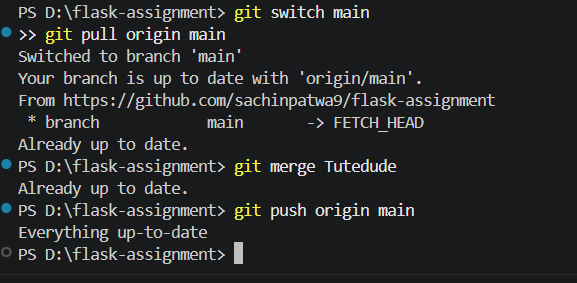 PS D:\flask-assignment> git switch main
>> git pull origin main
Switched to branch 'main'
Your branch is up to date with 'origin/main'.
From https://github.com/sachinpatwa9/flask-assignment
 * branch            main       -> FETCH_HEAD
Already up to date.
PS D:\flask-assignment> git merge Tutedude
Already up to date.
PS D:\flask-assignment> git push origin main
Everything up-to-date
PS D:\flask-assignment>